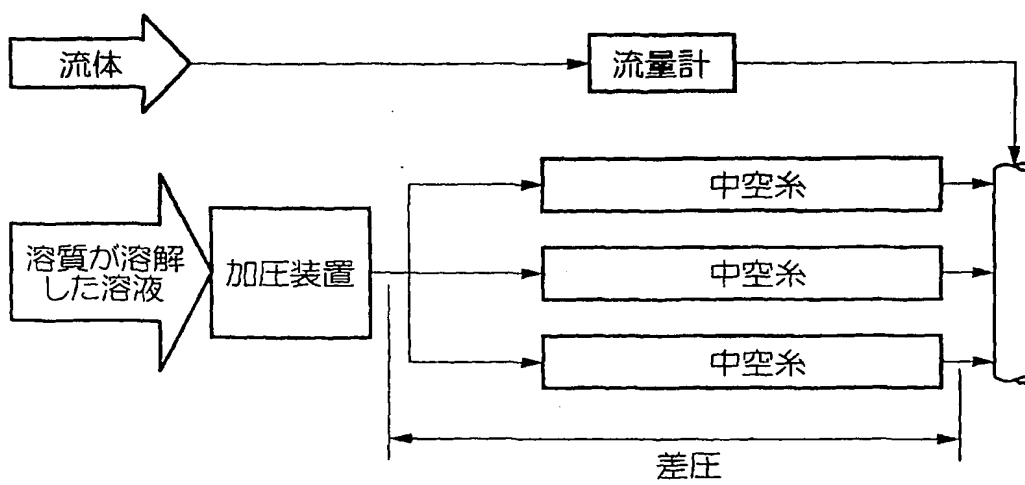 流体
流量計
溶質が溶解
した溶液
加圧装置
中空糸
中空糸
中空糸
差圧